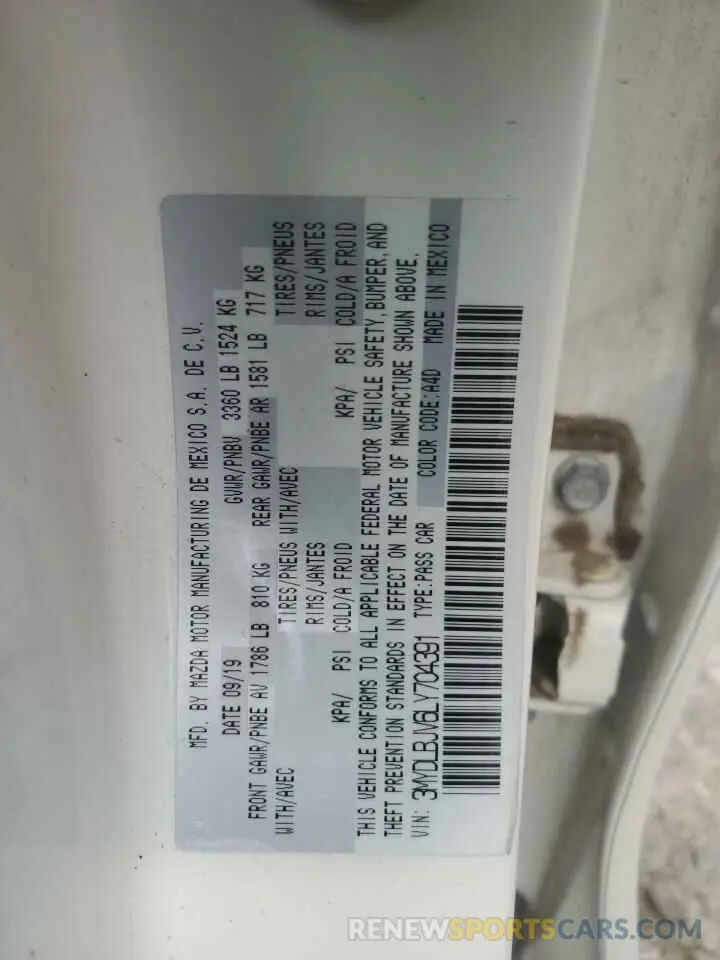 MFD. BY MAZDA MOTOR MANUFACTURING DE MEXICO S.A. DE C.V.
DATE 09/19 GVWR/PNBV 3360 LB 1524 KG
FRONT GAWR/PNBE AV 1786 LB 810 KG REAR GAWR/PNBE AR 1581 LB 717 KG
WITH/AVEC TIRES/PNEUS WITH/AVEC TIRES/PNEUS
RIMS/JANTES RIMS/JANTES
KPA/ PSI COLD/A FROID KPA/ PSI COLD/A FROID
THIS VEHICLE CONFORMS TO ALL APPLICABLE FEDERAL MOTOR VEHICLE SAFETY, BUMPER, AND
THEFT PREVENTION STANDARDS IN EFFECT ON THE DATE OF MANUFACTURE SHOWN ABOVE.
VIN: 3MYDLBJV6LY704391 TYPE:PASS CAR COLOR CODE:A4D MADE IN MEXICO
RENEWSPORTSCARS.COM